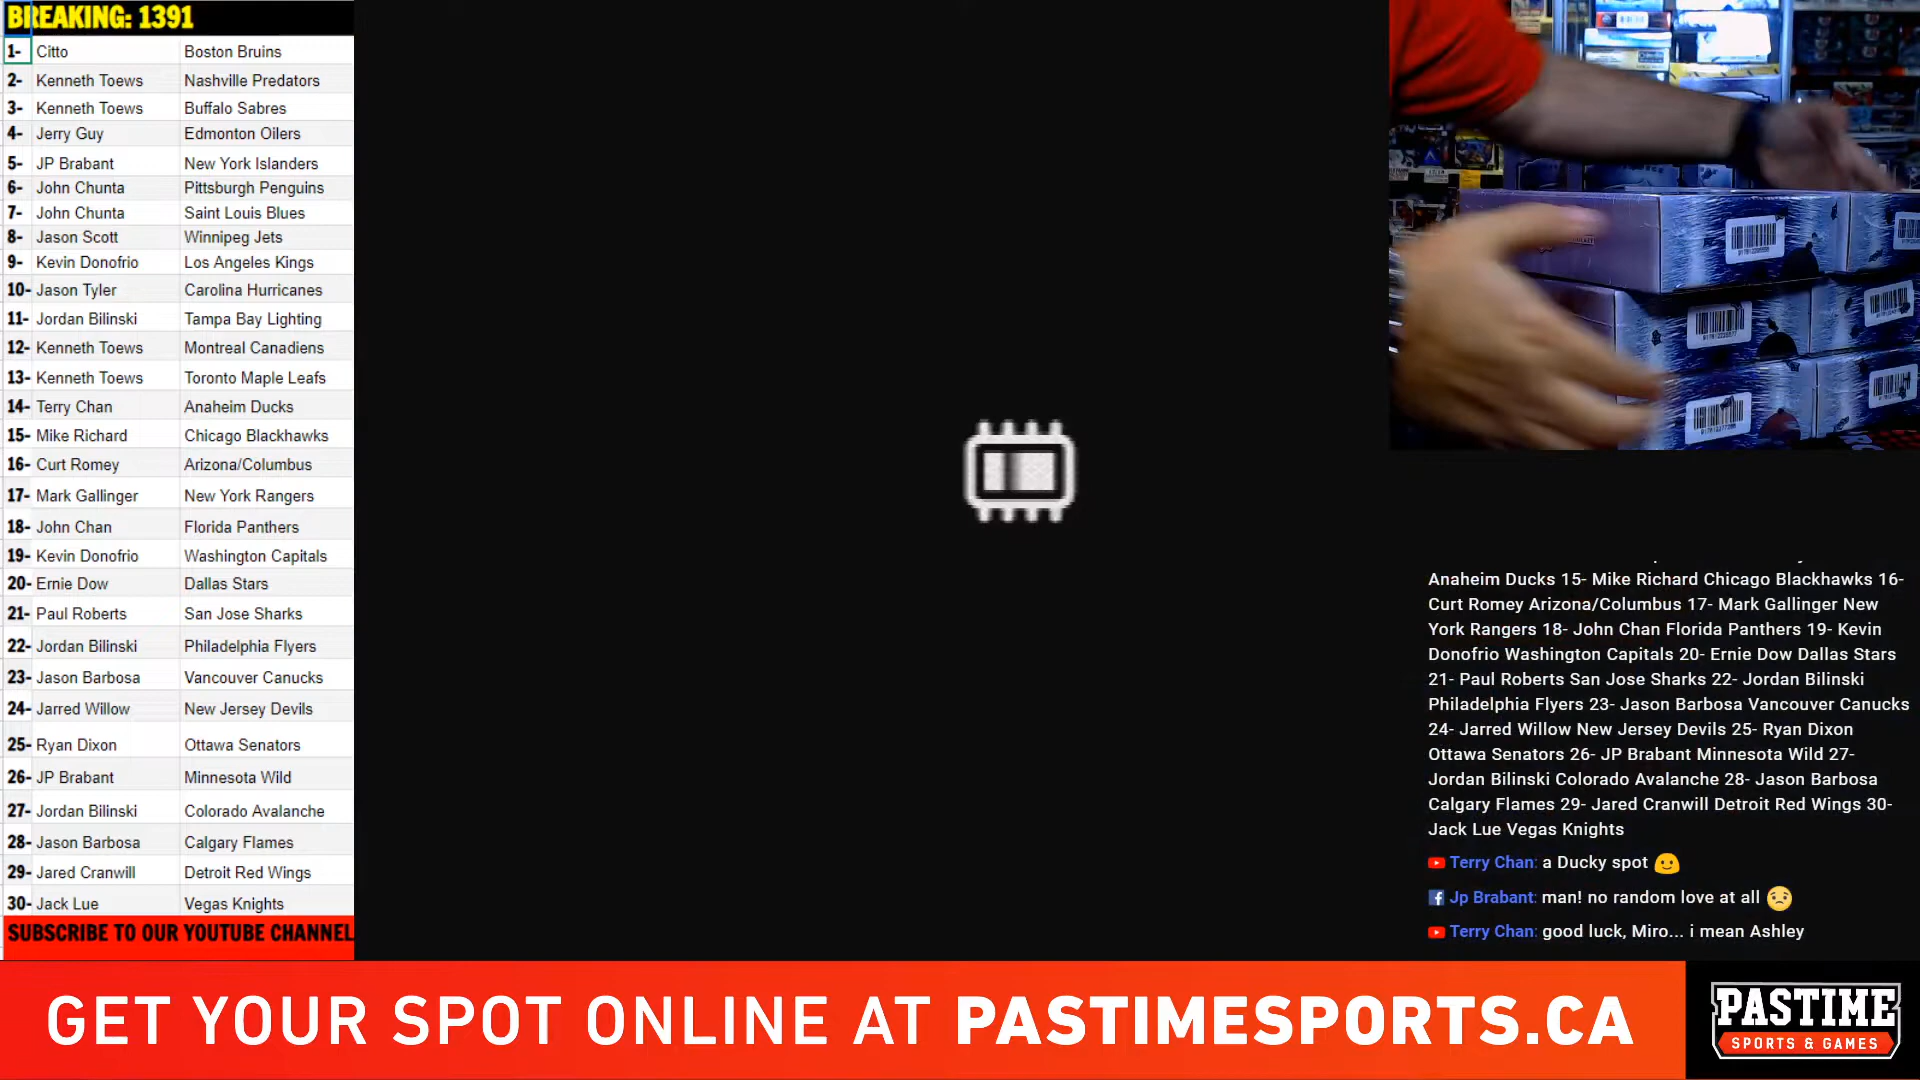 BREAKING: 1391
1- Citto Boston Bruins
2- Kenneth Toews Nashville Predators
3- Kenneth Toews Buffalo Sabres
4- Jerry Guy Edmonton Oilers
5- JP Brabant New York Islanders
6- John Chunta Pittsburgh Penguins
7- John Chunta Saint Louis Blues
8- Jason Scott Winnipeg Jets
9- Kevin Donofrio Los Angeles Kings
10- Jason Tyler Carolina Hurricanes
11- Jordan Bilinski Tampa Bay Lighting
12- Kenneth Toews Montreal Canadiens
13- Kenneth Toews Toronto Maple Leafs
14- Terry Chan Anaheim Ducks
15- Mike Richard Chicago Blackhawks
16- Curt Romey Arizona/Columbus
17- Mark Gallinger New York Rangers
18- John Chan Florida Panthers
19- Kevin Donofrio Washington Capitals
20- Ernie Dow Dallas Stars
21- Paul Roberts San Jose Sharks
22- Jordan Bilinski Philadelphia Flyers
23- Jason Barbosa Vancouver Canucks
24- Jarred Willow New Jersey Devils
25- Ryan Dixon Ottawa Senators
26- JP Brabant Minnesota Wild
27- Jordan Bilinski Colorado Avalanche
28- Jason Barbosa Calgary Flames
29- Jared Cranwill Detroit Red Wings
30- Jack Lue Vegas Knights
SUBSCRIBE TO OUR YOUTUBE CHANNEL
Anaheim Ducks 15- Mike Richard Chicago Blackhawks 16-
Curt Romey Arizona/Columbus 17- Mark Gallinger New
York Rangers 18- John Chan Florida Panthers 19- Kevin
Donofrio Washington Capitals 20- Ernie Dow Dallas Stars
21- Paul Roberts San Jose Sharks 22- Jordan Bilinski
Philadelphia Flyers 23- Jason Barbosa Vancouver Canucks
24- Jarred Willow New Jersey Devils 25- Ryan Dixon
Ottawa Senators 26- JP Brabant Minnesota Wild 27-
Jordan Bilinski Colorado Avalanche 28- Jason Barbosa
Calgary Flames 29- Jared Cranwill Detroit Red Wings 30-
Jack Lue Vegas Knights
Terry Chan: a Ducky spot 🙂
Jp Brabant: man! no random love at all 😟
Terry Chan: good luck, Miro... i mean Ashley
GET YOUR SPOT ONLINE AT PASTIMESPORTS.CA
PASTIME
SPORTS & GAMES